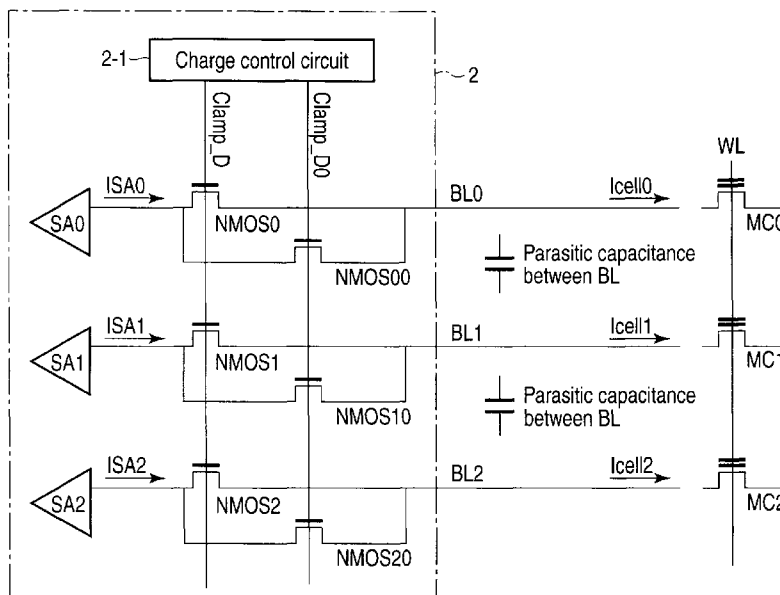 2-1
Charge control circuit
2
Clamp_D
Clamp_D0
WL
ISA0
BL0
Icell0
SA0
NMOS0
MC0
NMOS00
Parasitic capacitance
between BL
ISA1
BL1
Icell1
SA1
NMOS1
MC1
NMOS10
Parasitic capacitance
between BL
ISA2
BL2
Icell2
SA2
NMOS2
MC2
NMOS20